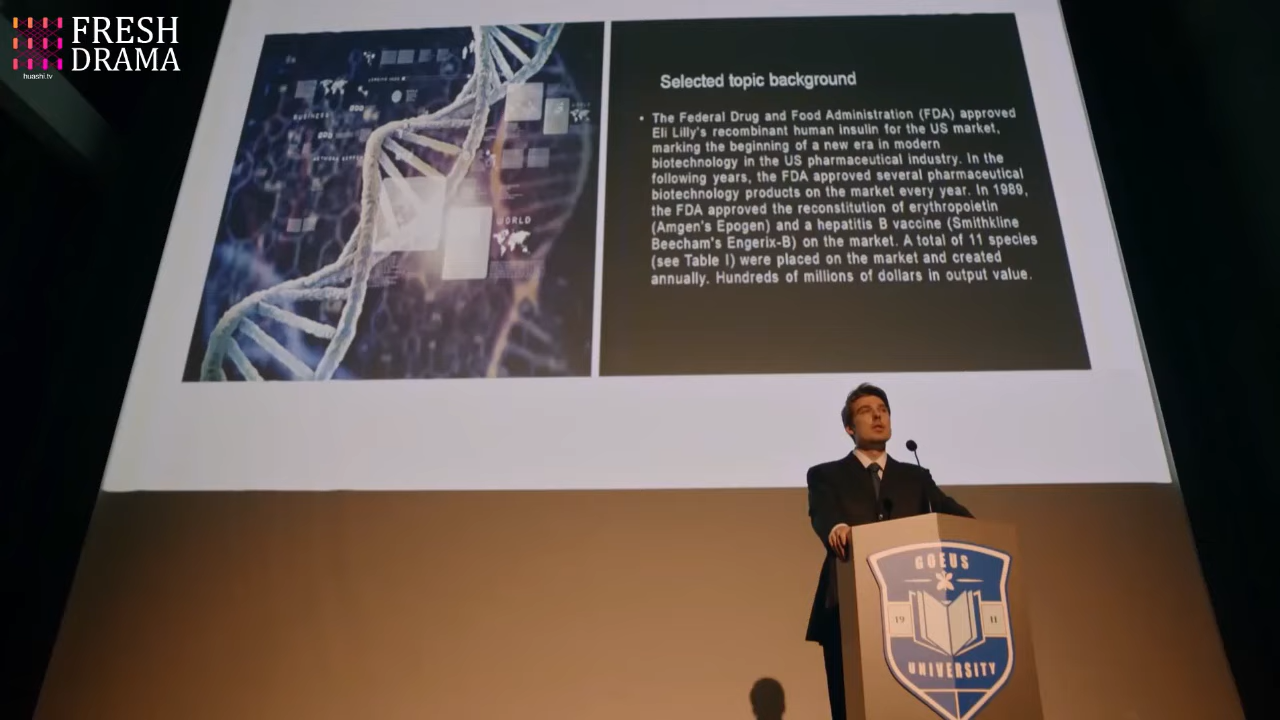 FRESH
DRAMA
huashi.tv
BUSINESS
WORLD
Selected topic background
• The Federal Drug and Food Administration (FDA) approved
Eli Lilly's recombinant human insulin for the US market,
marking the beginning of a new era in modern
biotechnology in the US pharmaceutical industry. In the
following years, the FDA approved several pharmaceutical
biotechnology products on the market every year. In 1989,
the FDA approved the reconstitution of erythropoietin
(Amgen's Epogen) and a hepatitis B vaccine (Smithkline
Beecham's Engerix-B) on the market. A total of 11 species
(see Table I) were placed on the market and created
annually. Hundreds of millions of dollars in output value.
GOEUS
19 11
UNIVERSITY